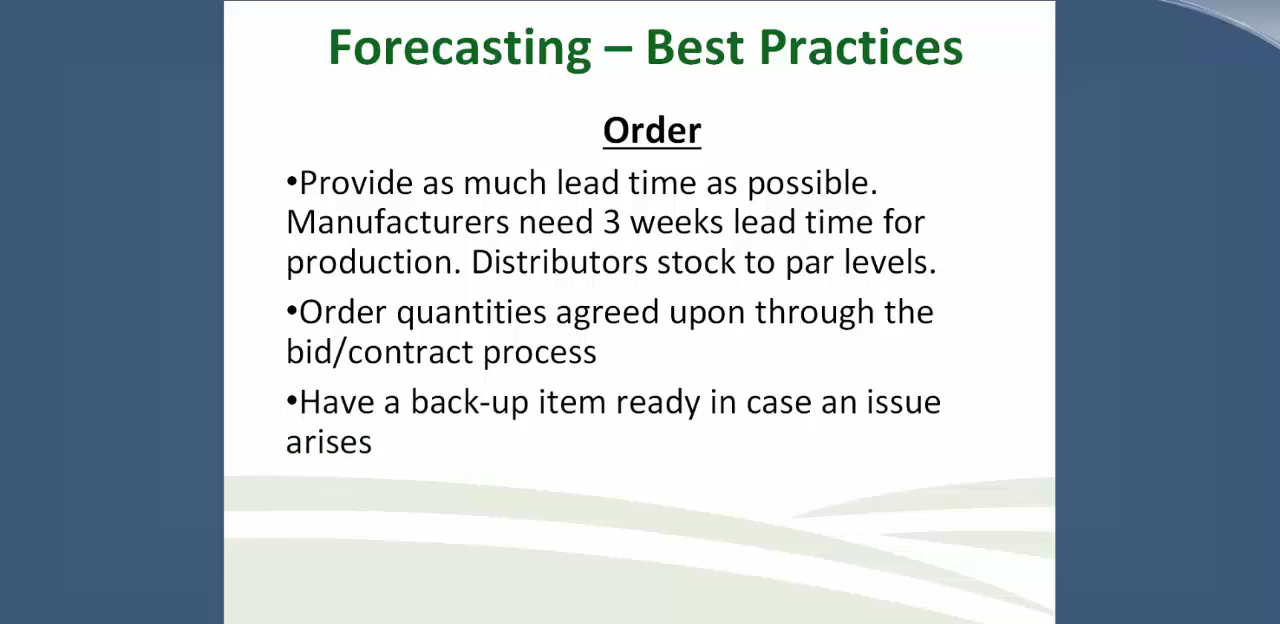 Forecasting – Best Practices
Order
•Provide as much lead time as possible.
Manufacturers need 3 weeks lead time for
production. Distributors stock to par levels.
•Order quantities agreed upon through the
bid/contract process
•Have a back-up item ready in case an issue
arises